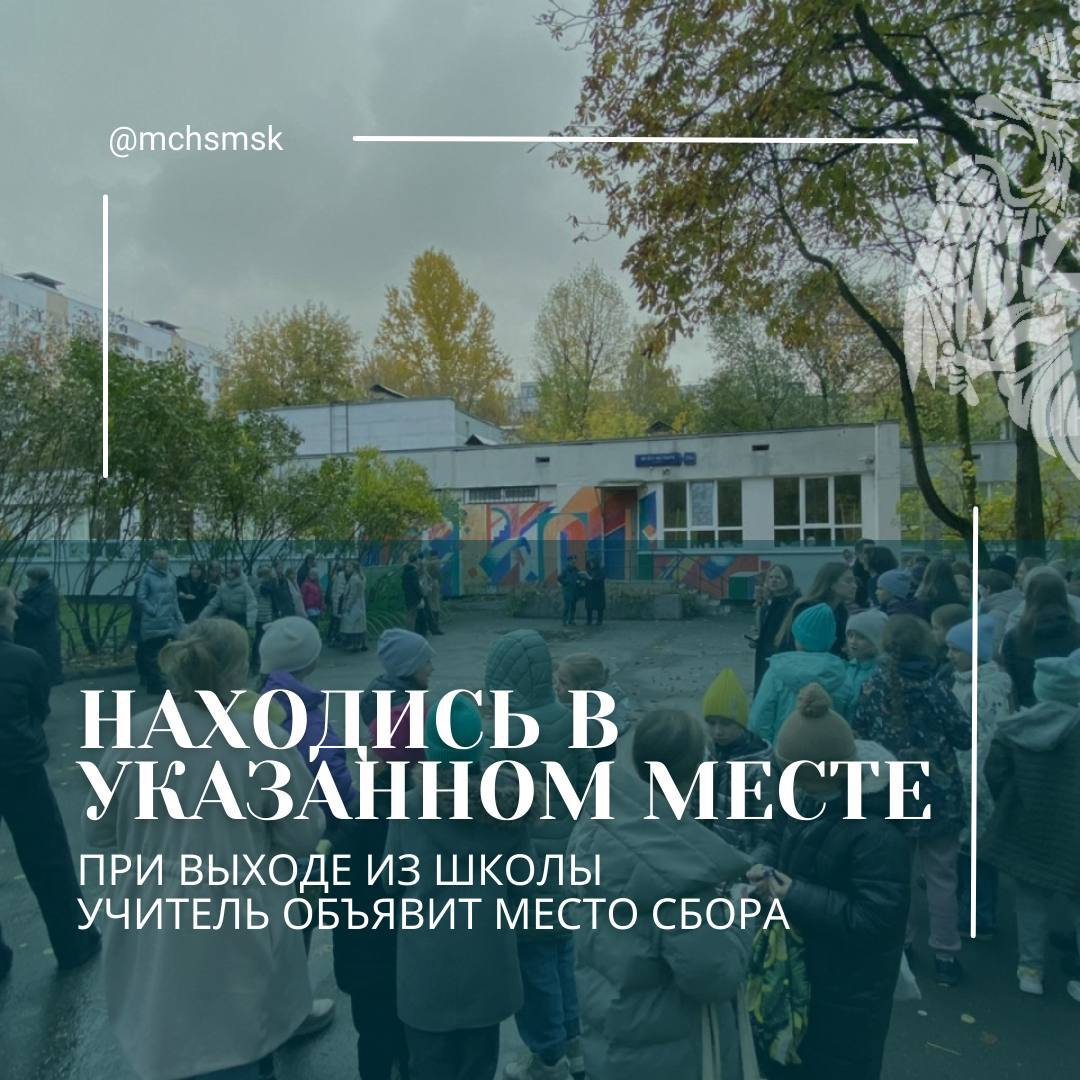 @mchsmsk
НАХОДИСЬ В
УКАЗАННОМ МЕСТЕ
ПРИ ВЫХОДЕ ИЗ ШКОЛЫ
УЧИТЕЛЬ ОБЪЯВИТ МЕСТО СБОРА